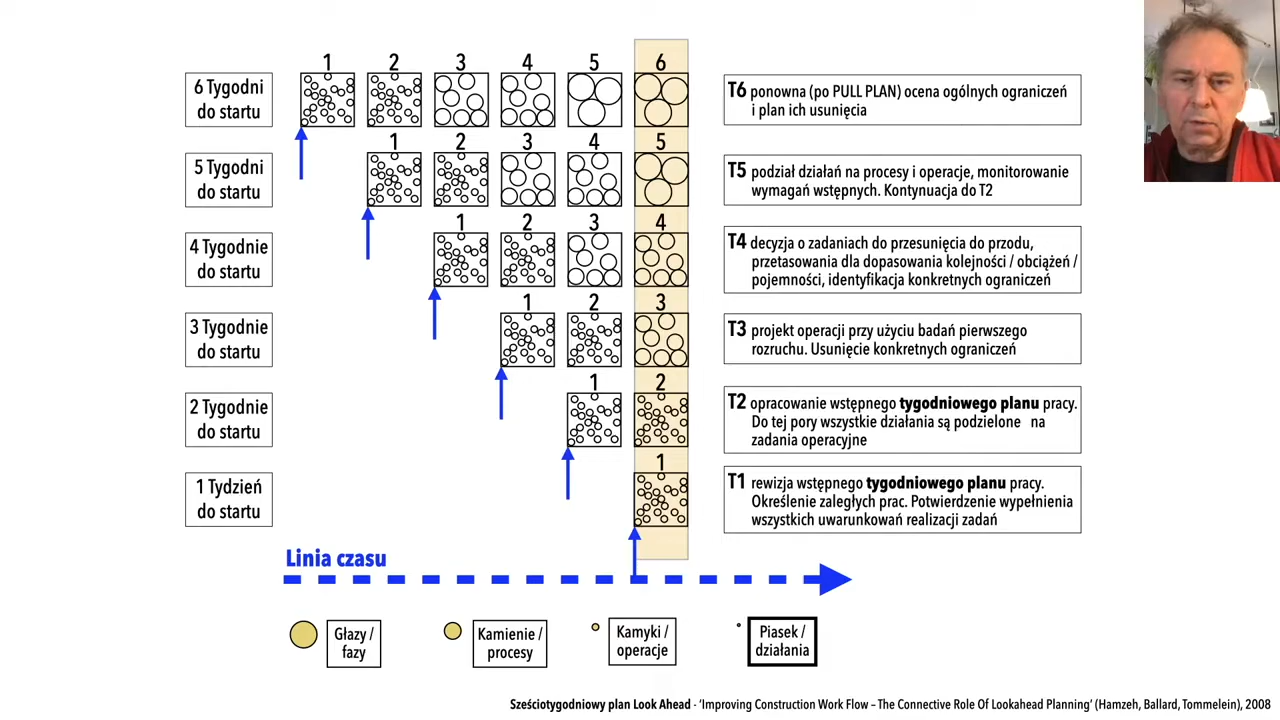 1 2 3 4 5 6
6 Tygodni
do startu
T6 ponowna (po PULL PLAN) ocena ogólnych ograniczeń
i plan ich usunięcia
1 2 3 4 5
5 Tygodni
do startu
T5 podział działań na procesy i operacje, monitorowanie
wymagań wstępnych. Kontynuacja do T2
1 2 3 4
4 Tygodnie
do startu
T4 decyzja o zadaniach do przesunięcia do przodu,
przetasowania dla dopasowania kolejności / obciążeń /
pojemności, identyfikacja konkretnych ograniczeń
1 2 3
3 Tygodnie
do startu
T3 projekt operacji przy użyciu badań pierwszego
rozruchu. Usunięcie konkretnych ograniczeń
1 2
2 Tygodnie
do startu
T2 opracowanie wstępnego tygodniowego planu pracy.
Do tej pory wszystkie działania są podzielone na
zadania operacyjne
1
1 Tydzień
do startu
T1 rewizja wstępnego tygodniowego planu pracy.
Określenie zaległych prac. Potwierdzenie wypełnienia
wszystkich uwarunkowań realizacji zadań
Linia czasu
Głazy /
fazy
Kamienie /
procesy
Kamyki /
operacje
Piasek /
działania
Sześciotygodniowy plan Look Ahead - ‘Improving Construction Work Flow – The Connective Role Of Lookahead Planning’ (Hamzeh, Ballard, Tommelein), 2008